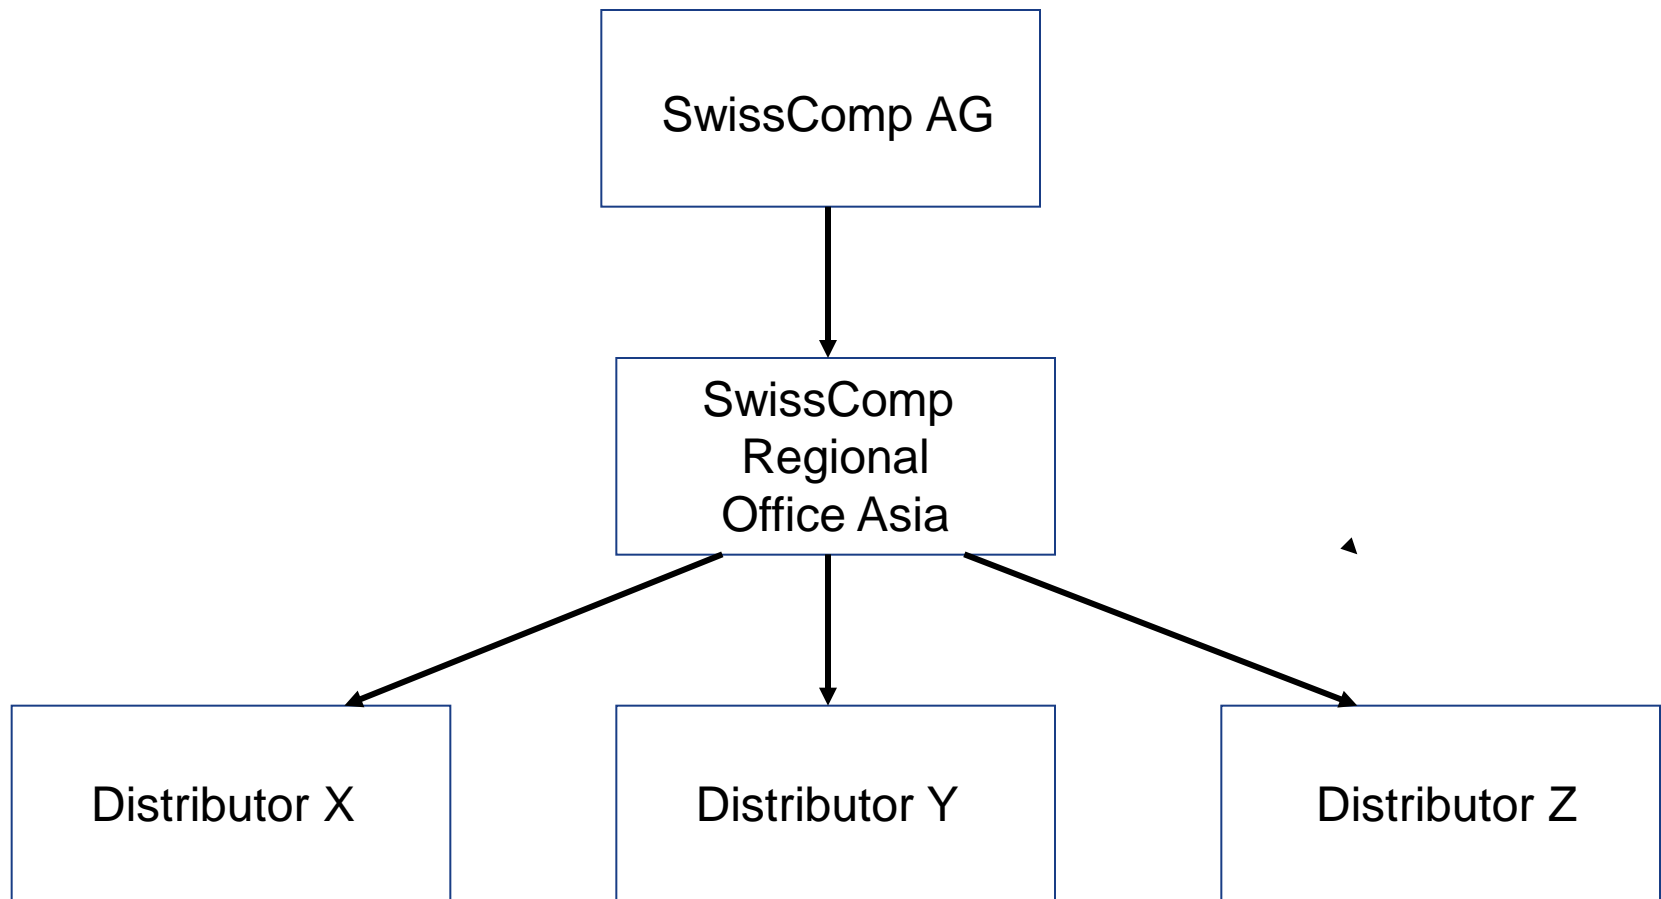 SwissComp AG
SwissComp
Regional
Office Asia
Distributor X
Distributor Y
Distributor Z